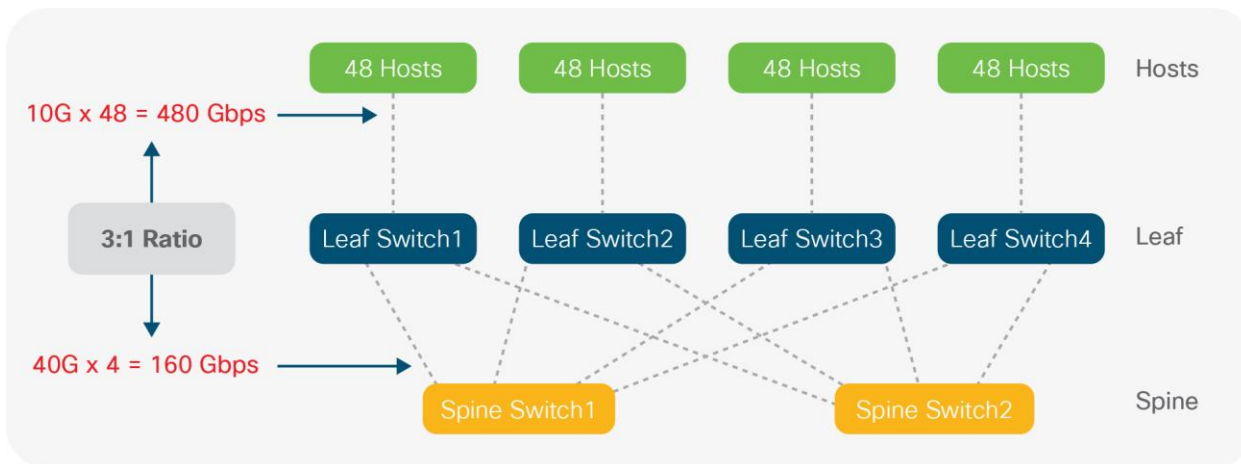 48 Hosts
48 Hosts
48 Hosts
48 Hosts
Hosts
10G x 48 = 480 Gbps
3:1 Ratio
Leaf Switch1
Leaf Switch2
Leaf Switch3
Leaf Switch4
Leaf
40G x 4 = 160 Gbps
Spine Switch1
Spine Switch2
Spine